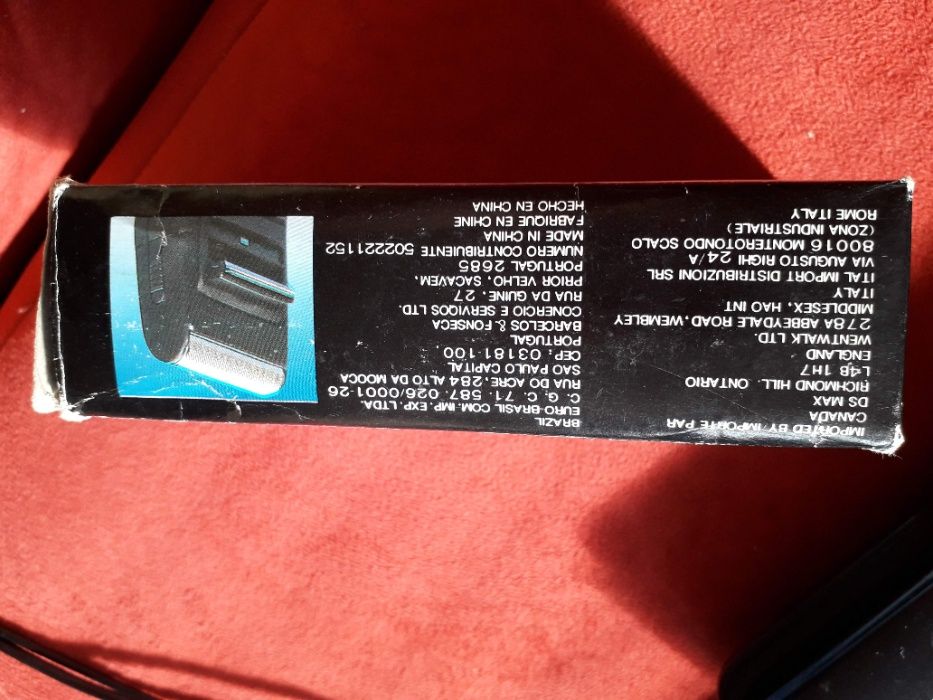 IMPORTED BY/IMPORTE PAR
CANADA
DS MAX
RICHMOND HILL. ONTARIO
L4B 1H7
ENGLAND
WENTWALK LTD.
278A ABBEYDALE ROAD, WEMBLEY
MIDDLESEX, HAO INT
ITALY
ITAL IMPORT DISTRIBUZIONI SRL
VIA AUGUSTO RIGHI 24/A
80016 MONTEROTONDO SCALO
(ZONA INDUSTRIALE)
ROME ITALY
BRAZIL
EURO-BRASIL COM.IMP.EXP.LTDA.
C. G. C. 71. 587. 026/0001-26
RUA DO ACRE, 284 ALTO DA MOOCA
SAO PAULO CAPITAL
CEP, 03181-100
PORTUGAL
BARCELOS & FONSECA
CONERCIO E SERVICOS LTD.
RUA DA GUINE, 27
PRIOR VELHO, SACAVEM,
PORTUGAL 2685
NUMERO CONTRIBUIENTE 502221152
MADE IN CHINA
FABRIQUE EN CHINE
HECHO EN CHINA